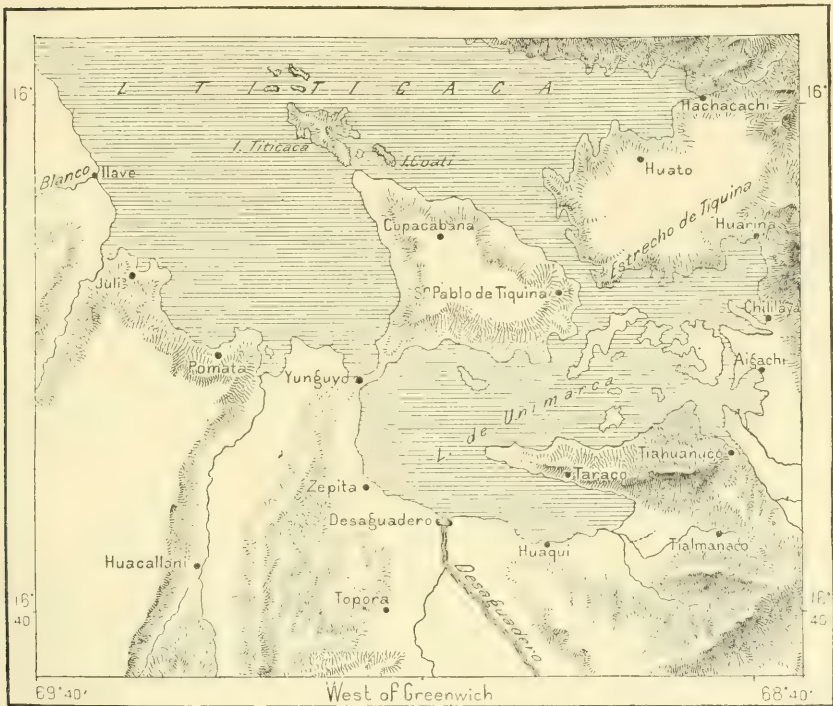 16°
16°
L. TITICACA
Hachacachi
I. Titicaca
I. Coati
Huato
Blanco
Ilave
Copacabana
Estrecho de Tiquina
Huarina
Juli
Sn Pablo de Tiquina
Chililaya
Pomata
Yunguyo
Aigachi
L. de Unimarca
Tiahuanuco
Taraco
Zepita
Desaguadero
Huaqui
Tialmanaco
Huacallani
Desaguadero
Topora
16°
40'
16°
40'
69°40'
West of Greenwich
68°40'